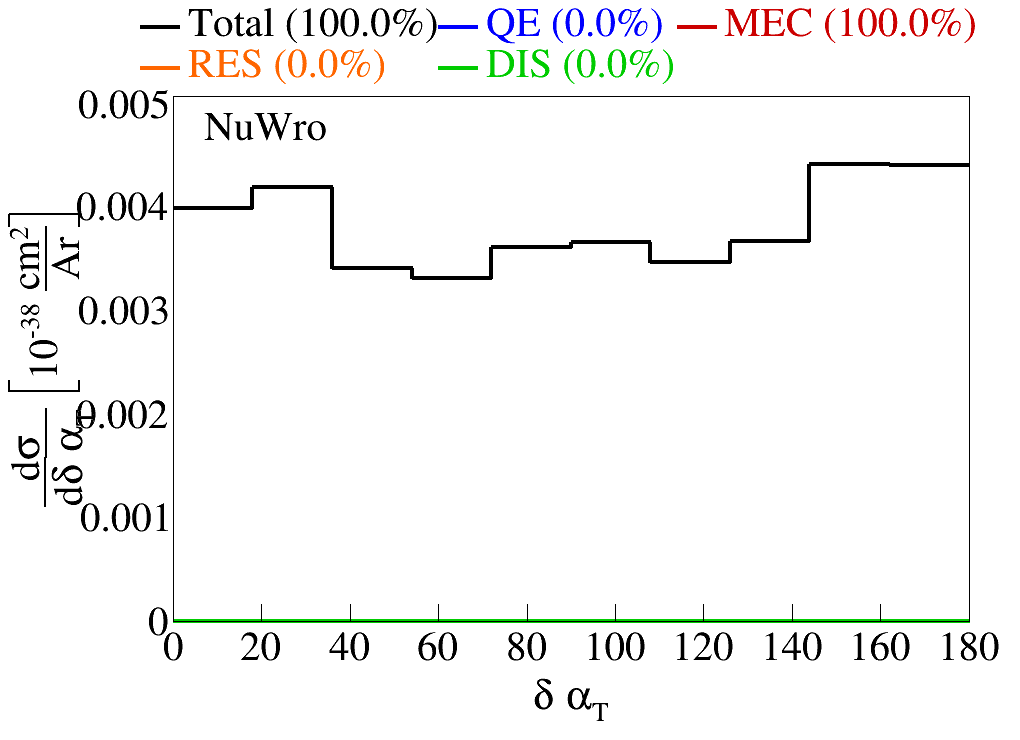 Total (100.0%) QE (0.0%) MEC (100.0%)
RES (0.0%) DIS (0.0%)
NuWro
0.005
0.004
0.003
0.002
0.001
0
0 20 40 60 80 100 120 140 160 180
δ α_T
dσ/dδ α_T [10^-38 cm^2/Ar]